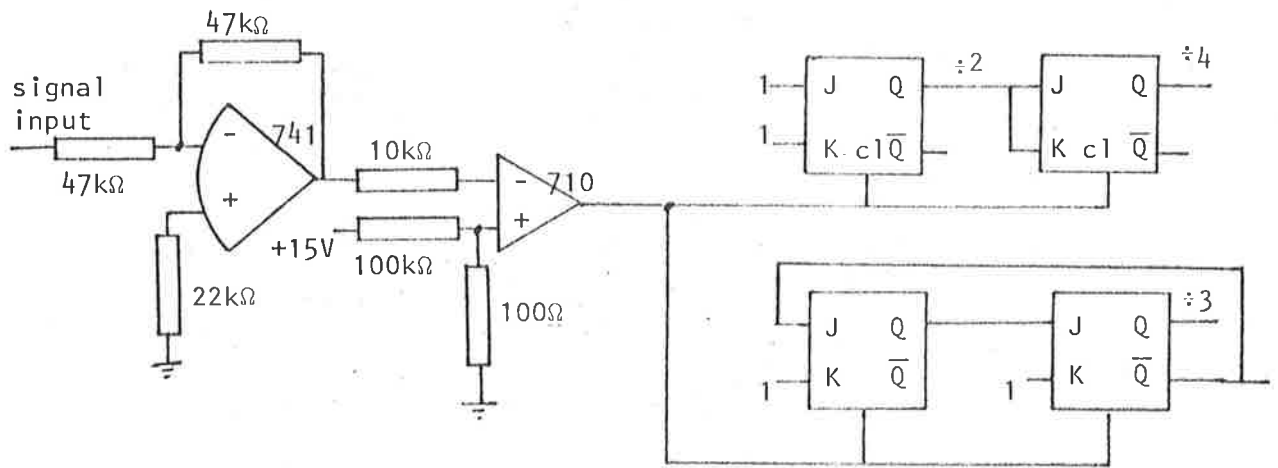 47kΩ
signal
input
47kΩ
-
+
741
22kΩ
10kΩ
+15V
100kΩ
-
+
710
100Ω
1
1
J Q
K cl Q̅
÷2
J Q
K cl Q̅
÷4
1
J Q
K Q̅
1
J Q
K Q̅
÷3